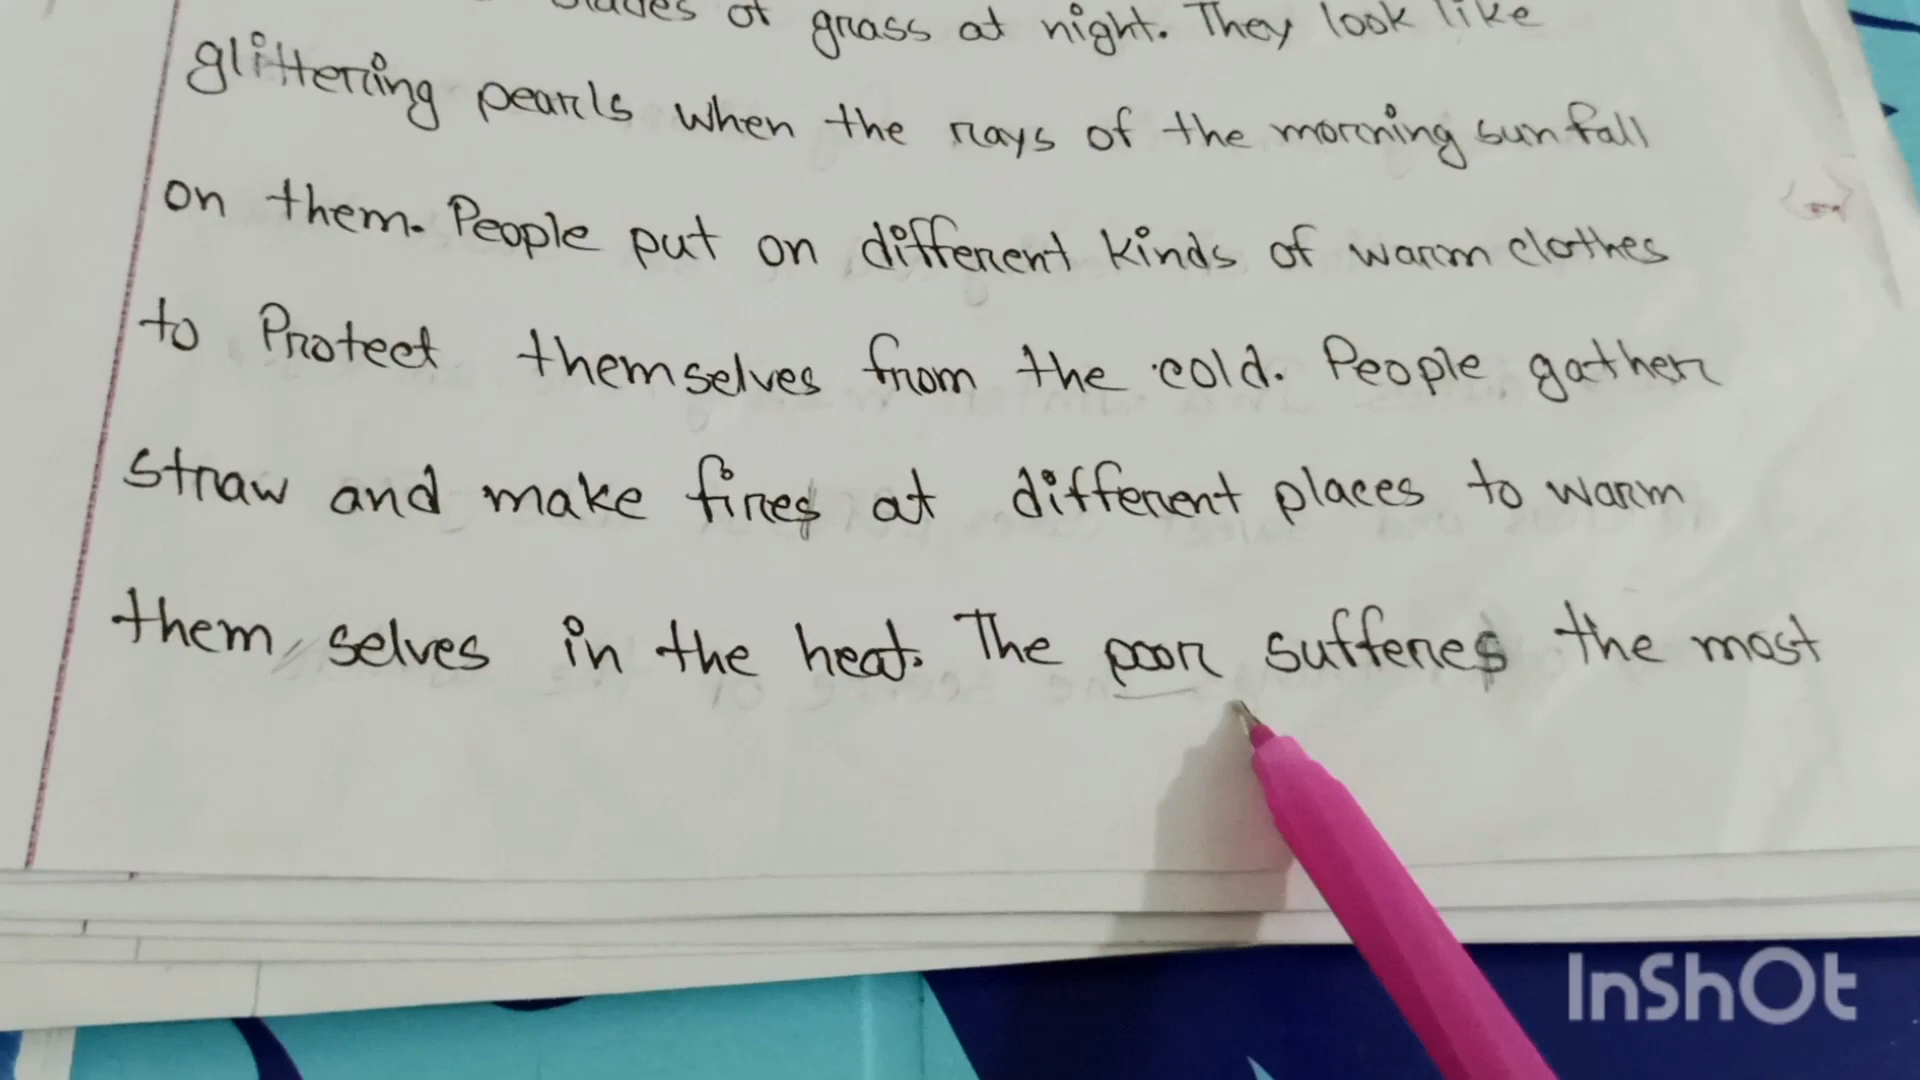 blades of grass at night. They look like
glittering pearls when the rays of the morning sun fall
on them. People put on different kinds of warm clothes
to Protect themselves from the cold. People gather
straw and make fires at different places to warm
them selves in the heat. The poor sufferes the most
InShOt